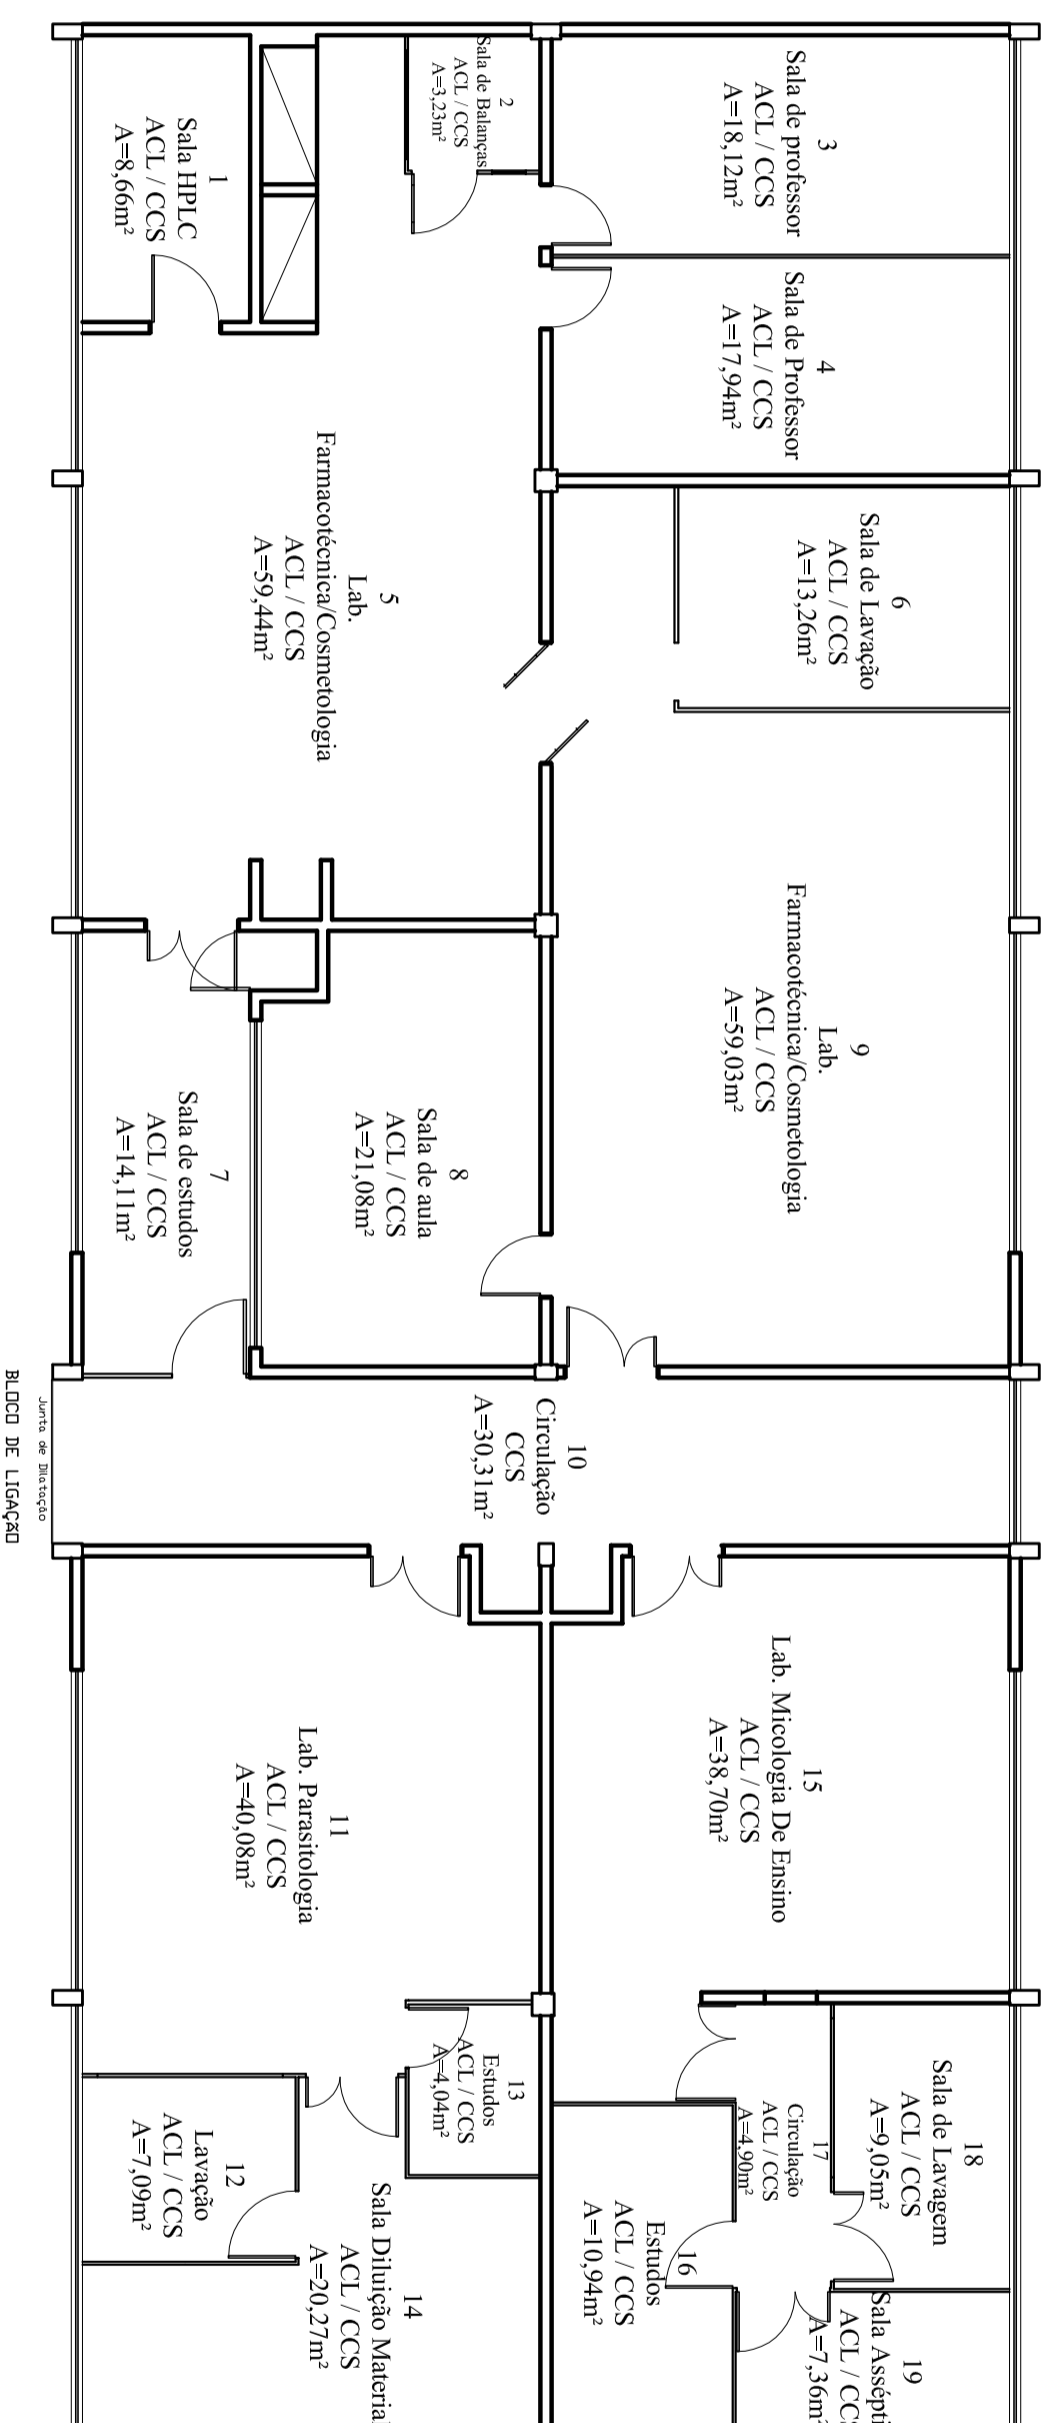 1
Sala HPLC
ACL / CCS
A=8,66m²
2
Sala de Balanças
ACL / CCS
A=3,23m²
3
Sala de professor
ACL / CCS
A=18,12m²
4
Sala de Professor
ACL / CCS
A=17,94m²
5
Lab.
Farmacotécnica/Cosmetologia
ACL / CCS
A=59,44m²
6
Sala de Lavação
ACL / CCS
A=13,26m²
7
Sala de estudos
ACL / CCS
A=14,11m²
8
Sala de aula
ACL / CCS
A=21,08m²
9
Lab.
Farmacotécnica/Cosmetologia
ACL / CCS
A=59,03m²
10
Circulação
CCS
A=30,31m²
Junta de Dilatação
BLOCO DE LIGAÇÃO
11
Lab. Parasitologia
ACL / CCS
A=40,08m²
12
Lavação
ACL / CCS
A=7,09m²
13
Estudos
ACL / CCS
A=4,04m²
14
Sala Diluição Material
ACL / CCS
A=20,27m²
15
Lab. Micologia De Ensino
ACL / CCS
A=38,70m²
16
Estudos
ACL / CCS
A=10,94m²
17
Circulação
ACL / CCS
A=4,90m²
18
Sala de Lavagem
ACL / CCS
A=9,05m²
19
Sala Assépti
ACL / CCS
A=7,36m²